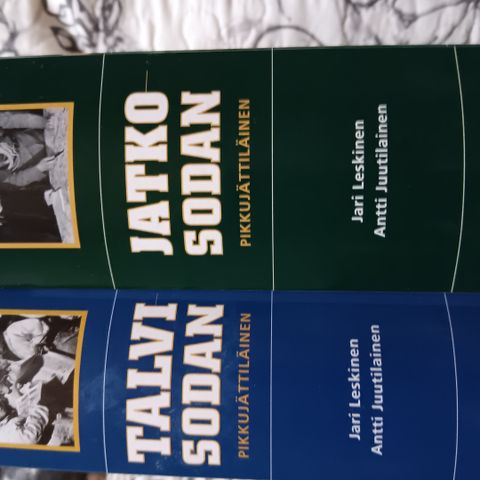 JATKO
SODAN
PIKKUJÄTTILÄINEN
Jari Leskinen
Antti Juutilainen
TALVI
SODAN
PIKKUJÄTTILÄINEN
Jari Leskinen
Antti Juutilainen